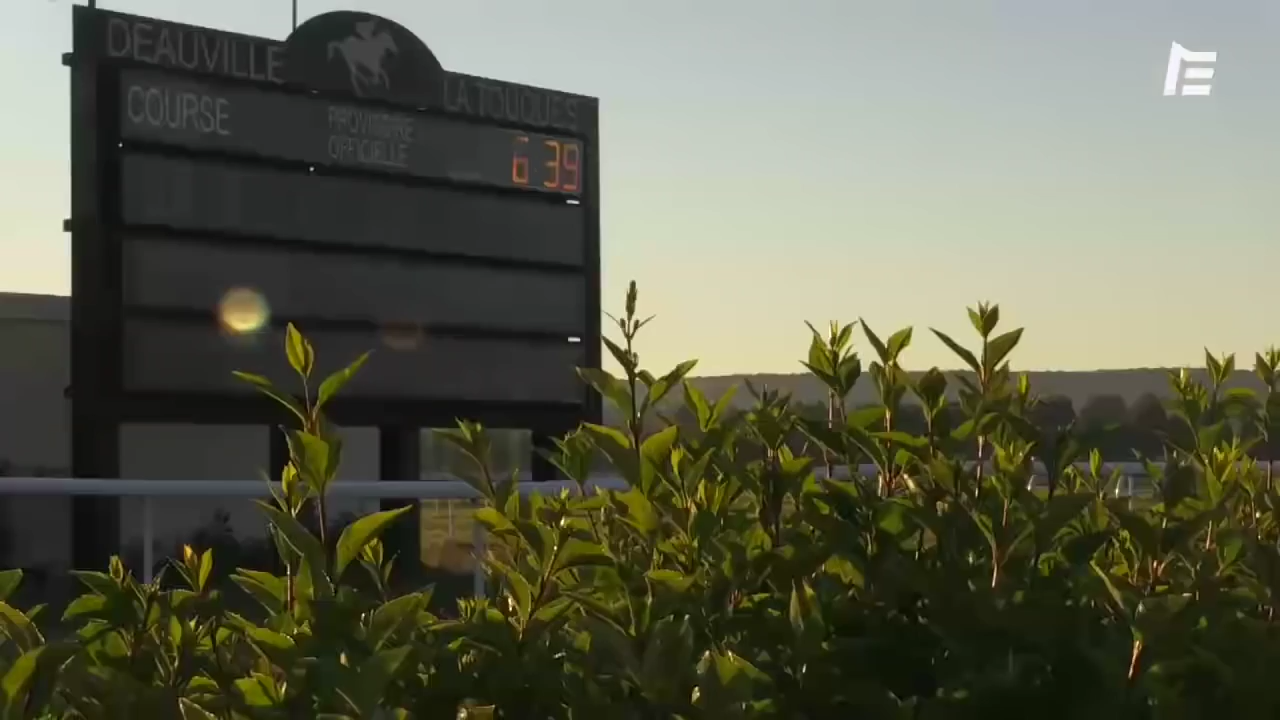 DEAUVILLE LA TOUQUES
COURSE
PROVISOIRE
OFFICIELLE
6 39